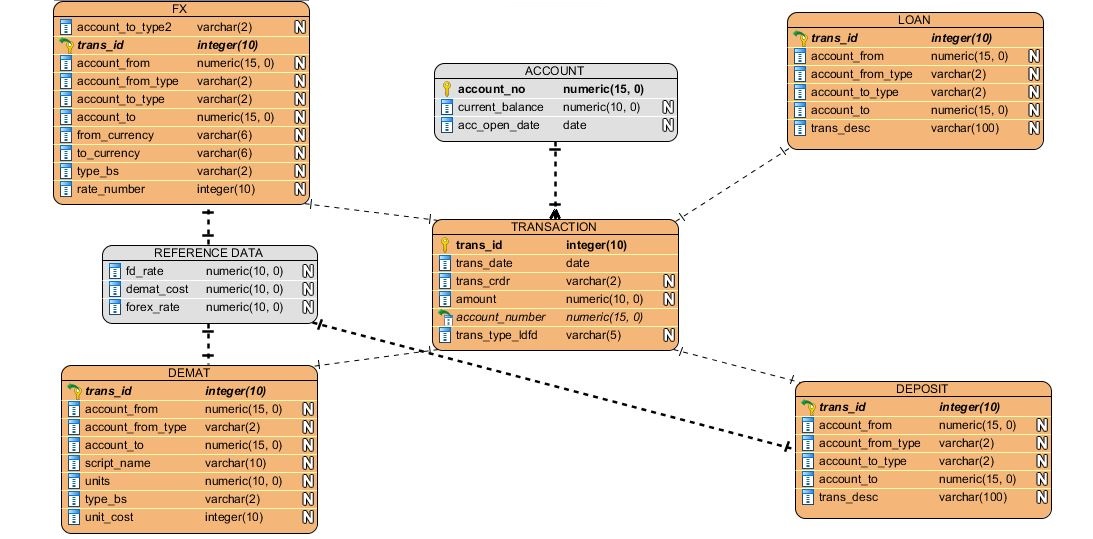 FX
account_to_type2 varchar(2) N
trans_id integer(10)
account_from numeric(15, 0) N
account_from_type varchar(2) N
account_to_type varchar(2) N
account_to numeric(15, 0) N
from_currency varchar(6) N
to_currency varchar(6) N
type_bs varchar(2) N
rate_number integer(10) N
ACCOUNT
account_no numeric(15, 0)
current_balance numeric(10, 0) N
acc_open_date date N
LOAN
trans_id integer(10)
account_from numeric(15, 0) N
account_from_type varchar(2) N
account_to_type varchar(2) N
account_to numeric(15, 0) N
trans_desc varchar(100) N
REFERENCE DATA
fd_rate numeric(10, 0) N
demat_cost numeric(10, 0) N
forex_rate numeric(10, 0) N
TRANSACTION
trans_id integer(10)
trans_date date
trans_crdr varchar(2) N
amount numeric(10, 0) N
account_number numeric(15, 0)
trans_type_ldfd varchar(5) N
DEMAT
trans_id integer(10)
account_from numeric(15, 0) N
account_from_type varchar(2) N
account_to numeric(15, 0) N
script_name varchar(10) N
units numeric(10, 0) N
type_bs varchar(2) N
unit_cost integer(10) N
DEPOSIT
trans_id integer(10)
account_from numeric(15, 0) N
account_from_type varchar(2) N
account_to_type varchar(2) N
account_to numeric(15, 0) N
trans_desc varchar(100) N